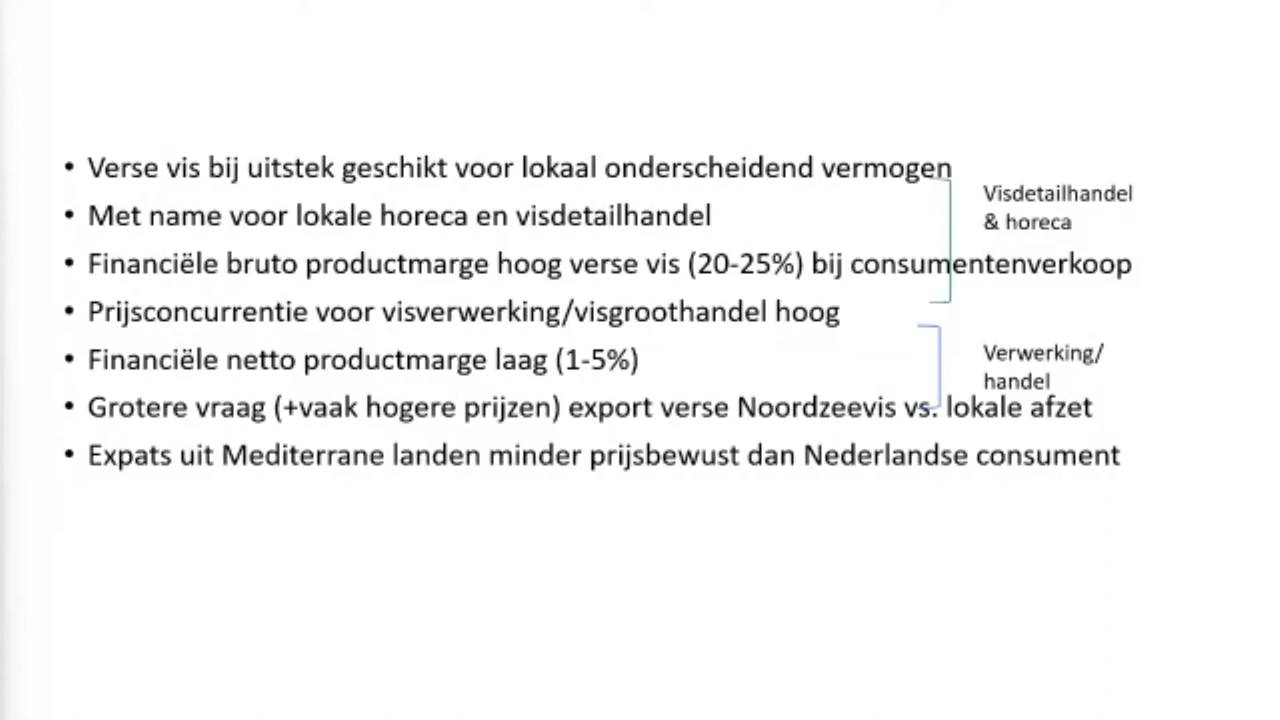 • Verse vis bij uitstek geschikt voor lokaal onderscheidend vermogen
• Met name voor lokale horeca en visdetailhandel
• Financiële bruto productmarge hoog verse vis (20-25%) bij consumentenverkoop
• Prijsconcurrentie voor visverwerking/visgroothandel hoog
• Financiële netto productmarge laag (1-5%)
• Grotere vraag (+vaak hogere prijzen) export verse Noordzeevis vs. lokale afzet
• Expats uit Mediterrane landen minder prijsbewust dan Nederlandse consument
Visdetailhandel
& horeca
Verwerking/
handel